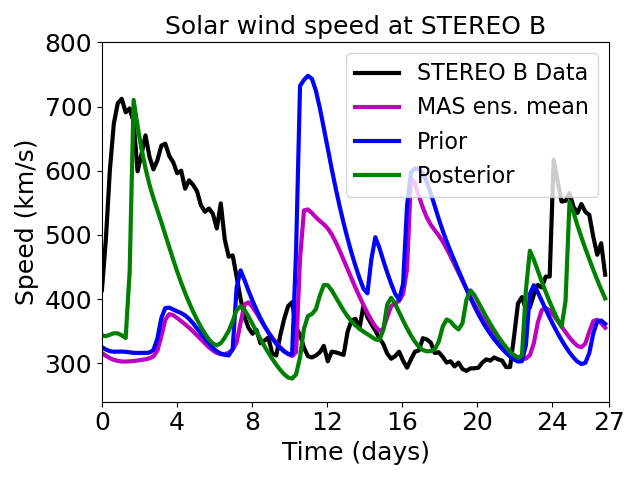 Solar wind speed at STEREO B
800
700
600
500
400
300
Speed (km/s)
STEREO B Data
MAS ens. mean
Prior
Posterior
0 4 8 12 16 20 24 27
Time (days)